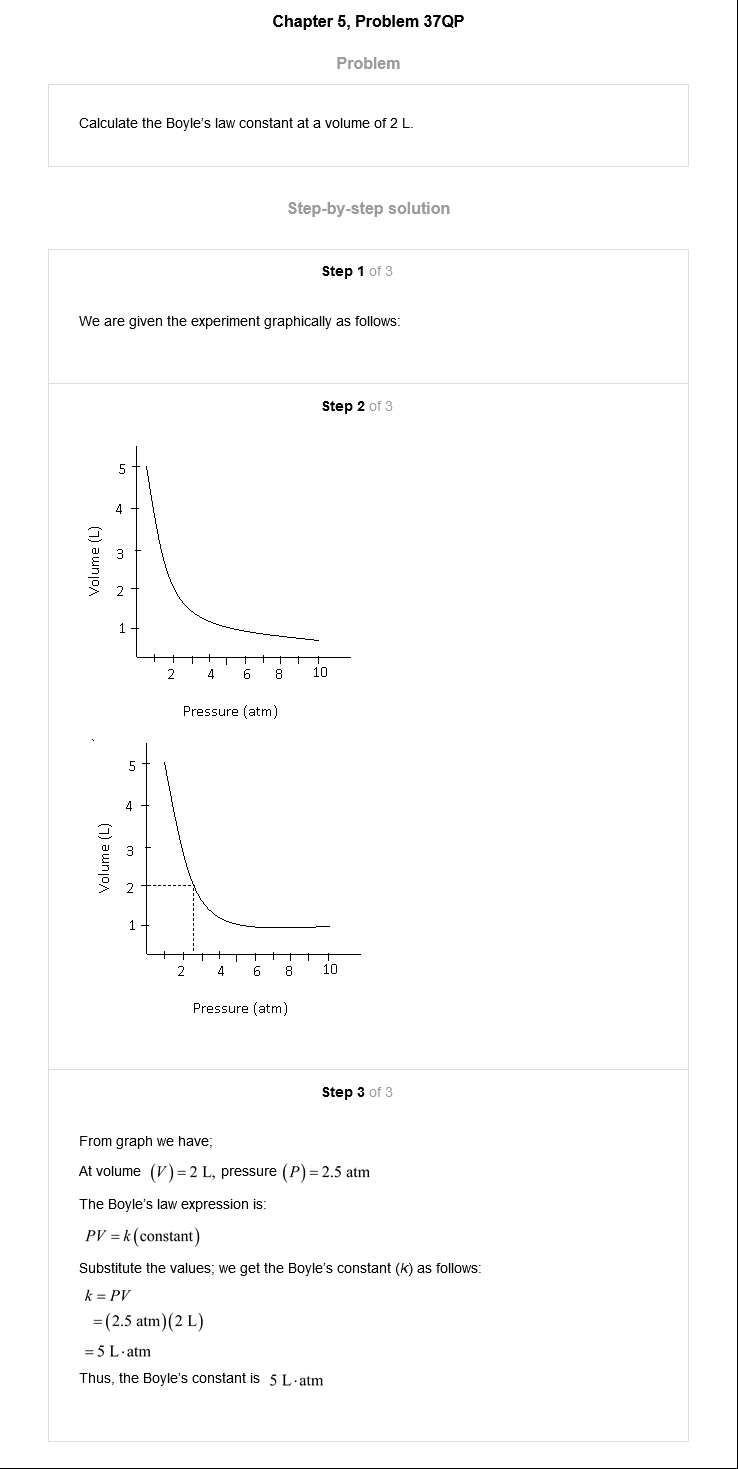 Chapter 5, Problem 37QP
Problem
Calculate the Boyle's law constant at a volume of 2 L.
Step-by-step solution
Step 1 of 3
We are given the experiment graphically as follows:
Step 2 of 3
5
4
3
2
1
Volume (L)
2 4 6 8 10
Pressure (atm)
5
4
3
2
1
Volume (L)
2 4 6 8 10
Pressure (atm)
Step 3 of 3
From graph we have;
At volume (V) = 2 L, pressure (P) = 2.5 atm
The Boyle's law expression is:
PV = k (constant)
Substitute the values; we get the Boyle's constant (k) as follows:
k = PV
= (2.5 atm)(2 L)
= 5 L·atm
Thus, the Boyle's constant is 5 L·atm